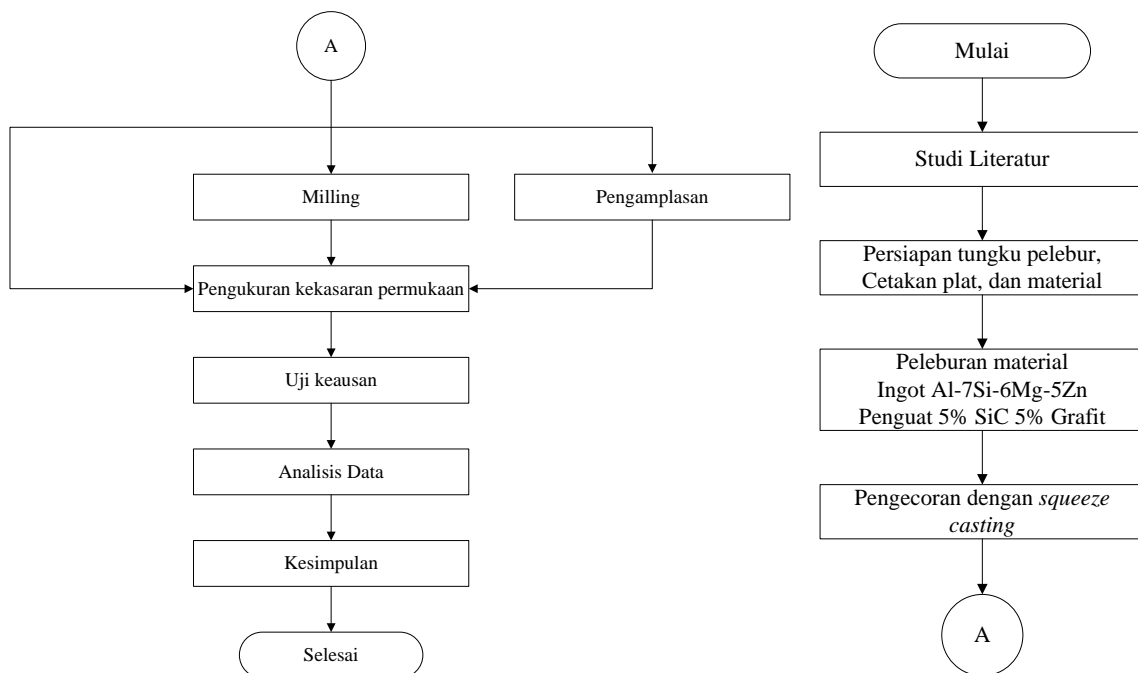 A
Milling
Pengamplasan
Pengukuran kekasaran permukaan
Uji keausan
Analisis Data
Kesimpulan
Selesai
Mulai
Studi Literatur
Persiapan tungku pelebur,
Cetakan plat, dan material
Peleburan material
Ingot Al-7Si-6Mg-5Zn
Penguat 5% SiC 5% Grafit
Pengecoran dengan squeeze
casting
A